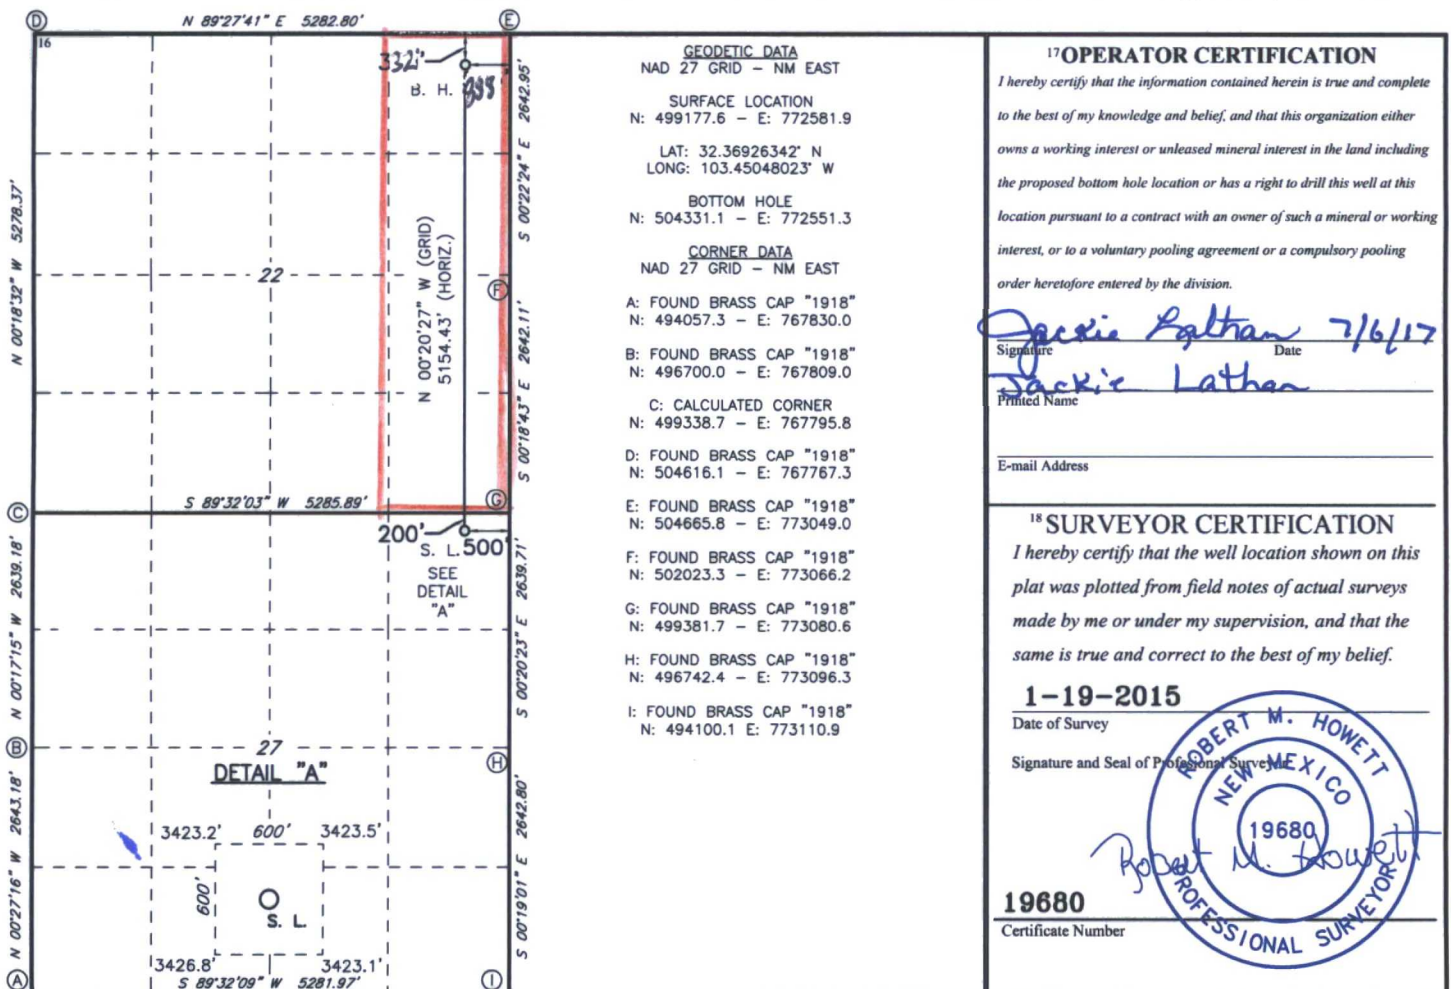 D
N 89°27'41" E 5282.80'
E
16
B. H.
N 00°18'32" W 5278.37'
S 00°22'24" E 2642.95'
22
N 00°20'27" W (GRID)
5154.43' (HORIZ.)
F
S 00°18'43" E 2642.11'
S 89°32'03" W 5285.89'
G
C
200'
S. L. 500'
SEE
DETAIL
"A"
N 00°17'15" W 2639.18'
S 00°20'23" E 2639.71'
B
27
H
DETAIL "A"
3423.2' 600' 3423.5'
600'
S. L.
3426.8' 3423.1'
N 00°27'16" W 2643.18'
S 00°19'01" E 2642.80'
A
S 89°32'09" W 5281.97'
I
GEODETIC DATA
NAD 27 GRID - NM EAST
SURFACE LOCATION
N: 499177.6 - E: 772581.9
LAT: 32.36926342° N
LONG: 103.45048023° W
BOTTOM HOLE
N: 504331.1 - E: 772551.3
CORNER DATA
NAD 27 GRID - NM EAST
A: FOUND BRASS CAP "1918"
N: 494057.3 - E: 767830.0
B: FOUND BRASS CAP "1918"
N: 496700.0 - E: 767809.0
C: CALCULATED CORNER
N: 499338.7 - E: 767795.8
D: FOUND BRASS CAP "1918"
N: 504616.1 - E: 767767.3
E: FOUND BRASS CAP "1918"
N: 504665.8 - E: 773049.0
F: FOUND BRASS CAP "1918"
N: 502023.3 - E: 773066.2
G: FOUND BRASS CAP "1918"
N: 499381.7 - E: 773080.6
H: FOUND BRASS CAP "1918"
N: 496742.4 - E: 773096.3
I: FOUND BRASS CAP "1918"
N: 494100.1 E: 773110.9
17 OPERATOR CERTIFICATION
I hereby certify that the information contained herein is true and complete
to the best of my knowledge and belief, and that this organization either
owns a working interest or unleased mineral interest in the land including
the proposed bottom hole location or has a right to drill this well at this
location pursuant to a contract with an owner of such a mineral or working
interest, or to a voluntary pooling agreement or a compulsory pooling
order heretofore entered by the division.
Jackie Lathan 7/6/17
Signature Date
Jackie Lathan
Printed Name
E-mail Address
18 SURVEYOR CERTIFICATION
I hereby certify that the well location shown on this
plat was plotted from field notes of actual surveys
made by me or under my supervision, and that the
same is true and correct to the best of my belief.
1-19-2015
Date of Survey
Signature and Seal of Professional Surveyor
ROBERT M. HOWETT
NEW MEXICO
19680
PROFESSIONAL SURVEYOR
Robert M. Howett
19680
Certificate Number